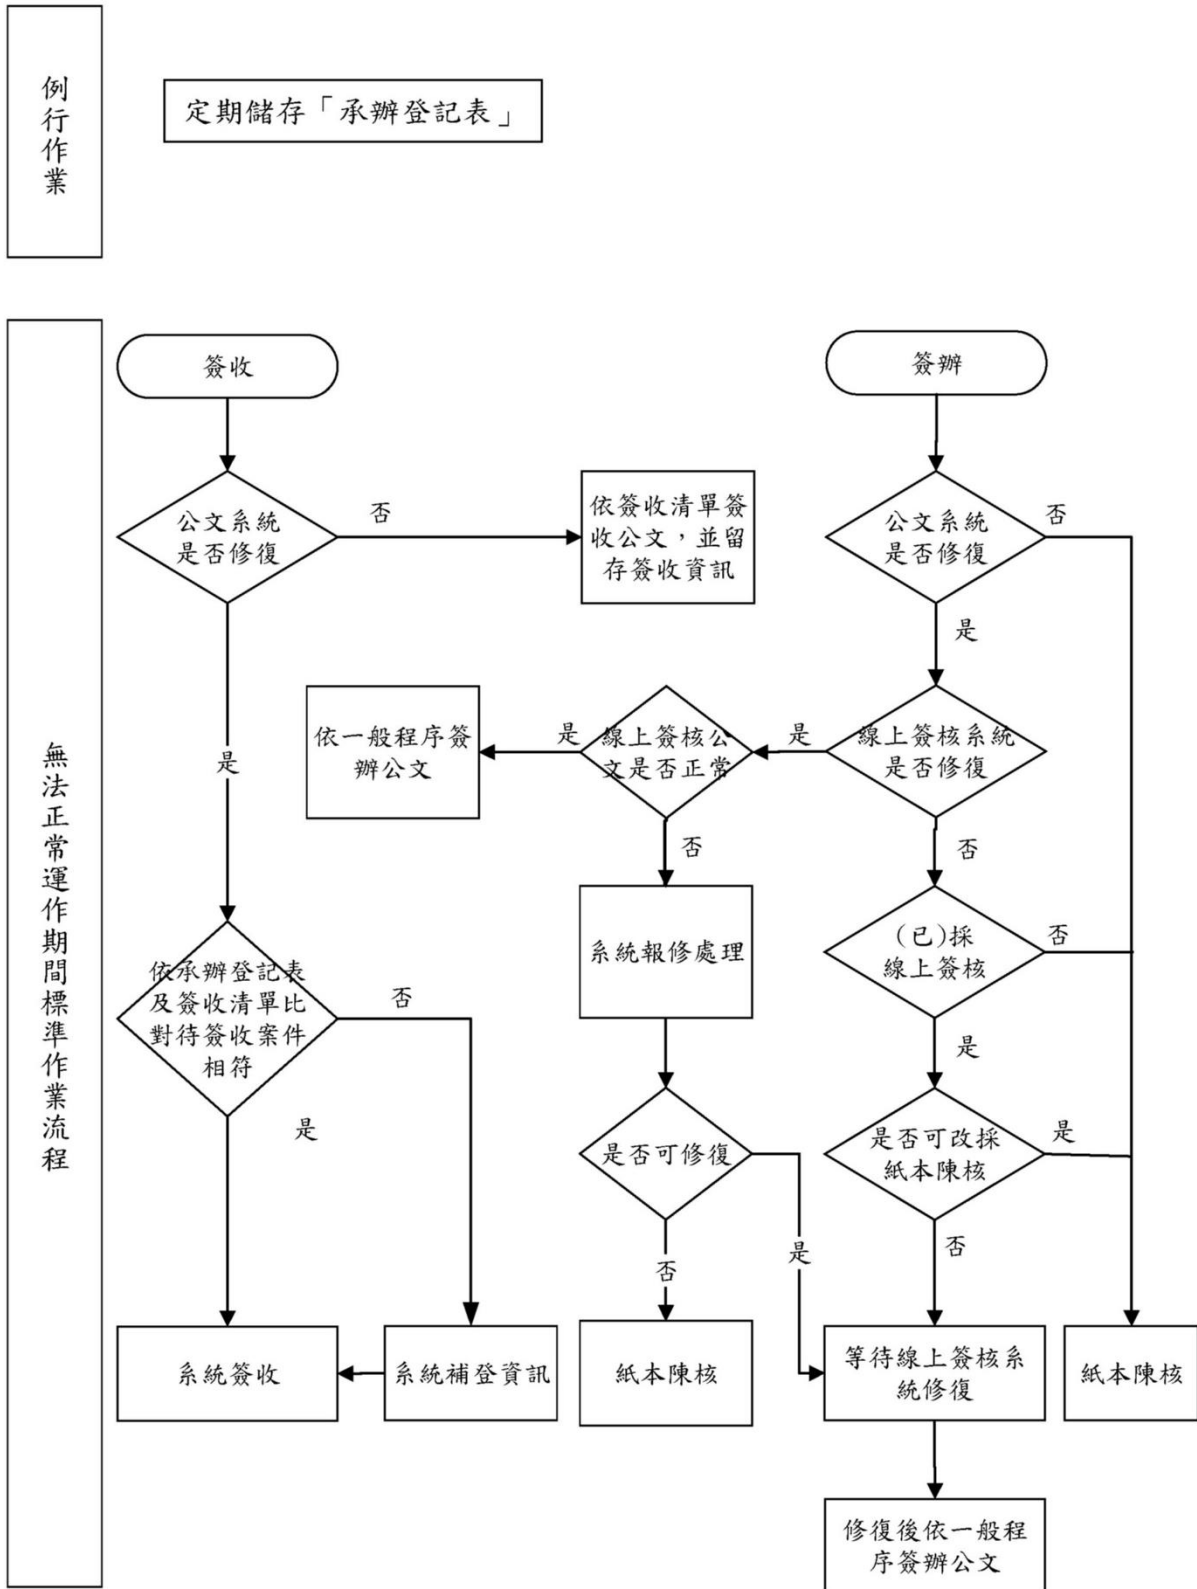 例行作業
定期儲存「承辦登記表」
無法正常運作期間標準作業流程
簽收
簽辦
公文系統
是否修復
否
依簽收清單簽
收公文，並留
存簽收資訊
公文系統
是否修復
否
是
依一般程序簽
辦公文
是
線上簽核公
文是否正常
是
線上簽核系統
是否修復
是
否
否
系統報修處理
(已)採
線上簽核
否
依承辦登記表
及簽收清單比
對待簽收案件
相符
否
是
是
是否可修復
是否可改採
紙本陳核
是
否
是
否
系統簽收
系統補登資訊
紙本陳核
等待線上簽核系
統修復
紙本陳核
修復後依一般程
序簽辦公文